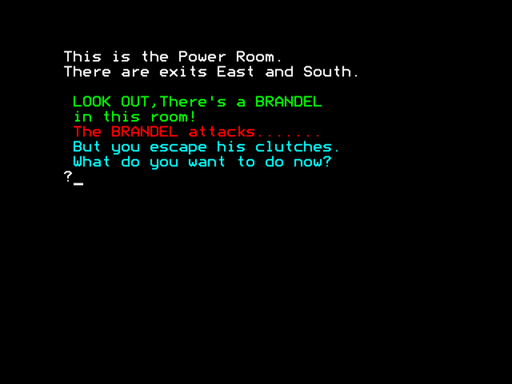 This is the Power Room.
There are exits East and South.
LOOK OUT,There's a BRANDEL
in this room!
The BRANDEL attacks.......
But you escape his clutches.
What do you want to do now?
?_